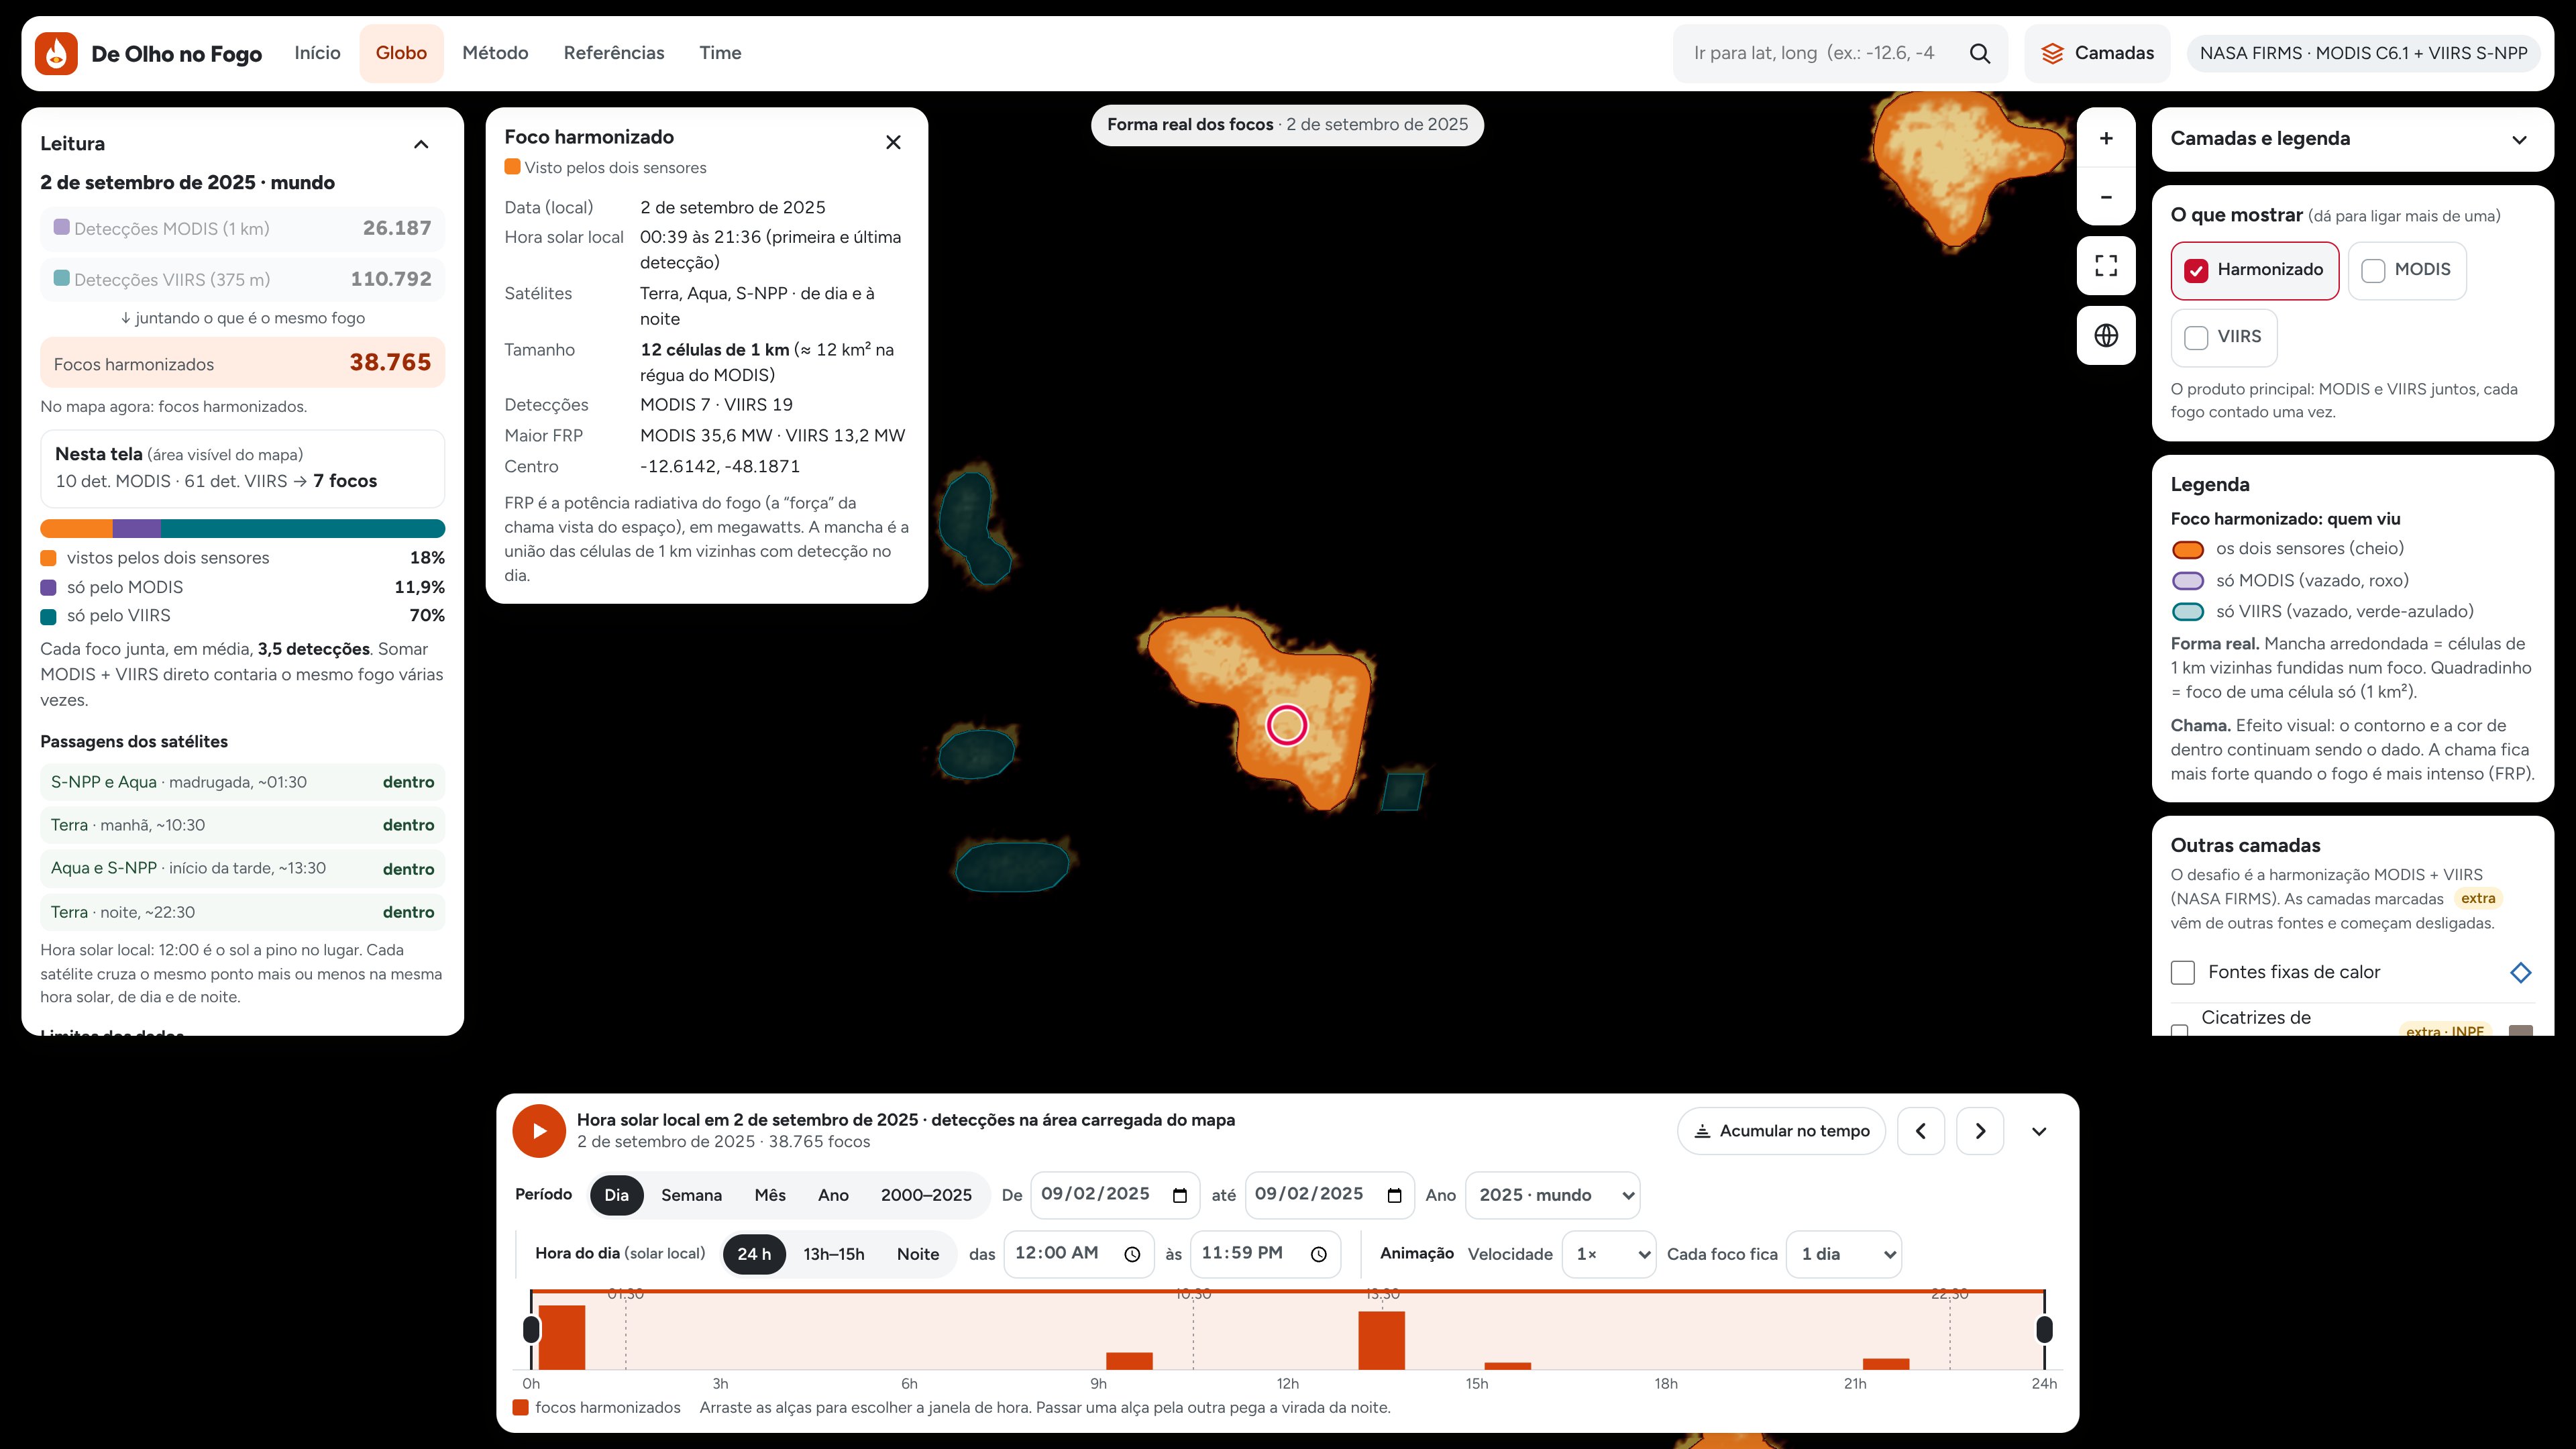 De Olho no Fogo
Início
Globo
Método
Referências
Time
Ir para lat, long (ex.: -12.6, -4
Camadas
NASA FIRMS · MODIS C6.1 + VIIRS S-NPP
Leitura
2 de setembro de 2025 · mundo
Detecções MODIS (1 km) 26.187
Detecções VIIRS (375 m) 110.792
↓ juntando o que é o mesmo fogo
Focos harmonizados 38.765
No mapa agora: focos harmonizados.
Nesta tela (área visível do mapa)
10 det. MODIS · 61 det. VIIRS → 7 focos
vistos pelos dois sensores 18%
só pelo MODIS 11,9%
só pelo VIIRS 70%
Cada foco junta, em média, 3,5 detecções. Somar
MODIS + VIIRS direto contaria o mesmo fogo várias
vezes.
Passagens dos satélites
S-NPP e Aqua · madrugada, ~01:30 dentro
Terra · manhã, ~10:30 dentro
Aqua e S-NPP · início da tarde, ~13:30 dentro
Terra · noite, ~22:30 dentro
Hora solar local: 12:00 é o sol a pino no lugar. Cada
satélite cruza o mesmo ponto mais ou menos na mesma
hora solar, de dia e de noite.
Limites dos dados
Foco harmonizado
Visto pelos dois sensores
Data (local) 2 de setembro de 2025
Hora solar local 00:39 às 21:36 (primeira e última
detecção)
Satélites Terra, Aqua, S-NPP · de dia e à
noite
Tamanho 12 células de 1 km (≈ 12 km² na
régua do MODIS)
Detecções MODIS 7 · VIIRS 19
Maior FRP MODIS 35,6 MW · VIIRS 13,2 MW
Centro -12.6142, -48.1871
FRP é a potência radiativa do fogo (a “força” da
chama vista do espaço), em megawatts. A mancha é a
união das células de 1 km vizinhas com detecção no
dia.
Forma real dos focos · 2 de setembro de 2025
+
−
Camadas e legenda
O que mostrar (dá para ligar mais de uma)
Harmonizado
MODIS
VIIRS
O produto principal: MODIS e VIIRS juntos, cada
fogo contado uma vez.
Legenda
Foco harmonizado: quem viu
os dois sensores (cheio)
só MODIS (vazado, roxo)
só VIIRS (vazado, verde-azulado)
Forma real. Mancha arredondada = células de
1 km vizinhas fundidas num foco. Quadradinho
= foco de uma célula só (1 km²).
Chama. Efeito visual: o contorno e a cor de
dentro continuam sendo o dado. A chama fica
mais forte quando o fogo é mais intenso (FRP).
Outras camadas
O desafio é a harmonização MODIS + VIIRS
(NASA FIRMS). As camadas marcadas extra
vêm de outras fontes e começam desligadas.
Fontes fixas de calor
Cicatrizes de
extra · INPE
Hora solar local em 2 de setembro de 2025 · detecções na área carregada do mapa
2 de setembro de 2025 · 38.765 focos
Acumular no tempo
Período Dia Semana Mês Ano 2000–2025 De 09/02/2025 até 09/02/2025 Ano 2025 · mundo
Hora do dia (solar local) 24 h 13h–15h Noite das 12:00 AM às 11:59 PM Animação Velocidade 1× Cada foco fica 1 dia
01:30 10:30 13:30 22:30
0h 3h 6h 9h 12h 15h 18h 21h 24h
focos harmonizados Arraste as alças para escolher a janela de hora. Passar uma alça pela outra pega a virada da noite.